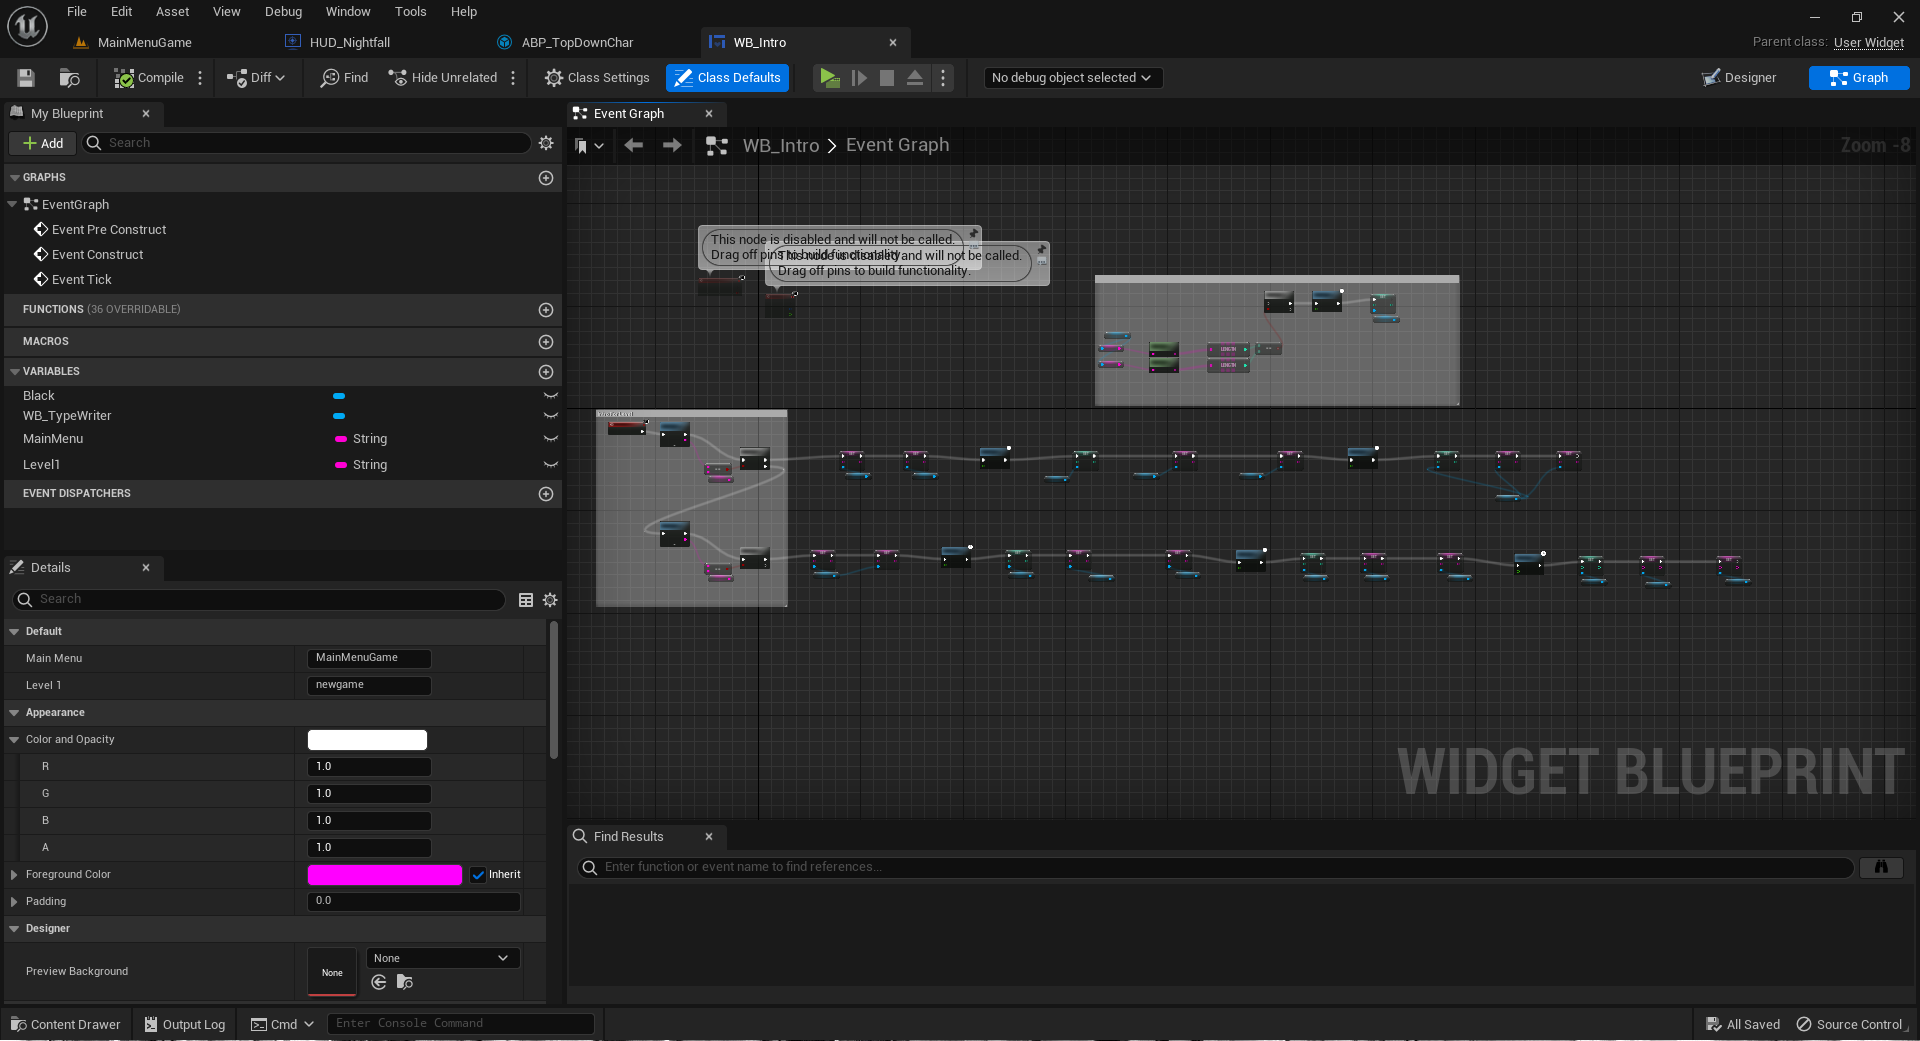 File Edit Asset View Debug Window Tools Help
MainMenuGame HUD_Nightfall ABP_TopDownChar WB_Intro
Parent class: User Widget
Compile Diff Find Hide Unrelated Class Settings Class Defaults No debug object selected Designer Graph
My Blueprint
Event Graph
Add Search
WB_Intro > Event Graph
Zoom -8
GRAPHS
EventGraph
Event Pre Construct
Event Construct
Event Tick
FUNCTIONS (36 OVERRIDABLE)
MACROS
VARIABLES
Black
WB_TypeWriter
MainMenu String
Level1 String
EVENT DISPATCHERS
This node is disabled and will not be called.
Drag off pins to build functionality.
This node is disabled and will not be called.
Drag off pins to build functionality.
LENGTH
LENGTH
WIDGET BLUEPRINT
Details
Search
Default
Main Menu MainMenuGame
Level 1 newgame
Appearance
Color and Opacity
R 1.0
G 1.0
B 1.0
A 1.0
Foreground Color Inherit
Padding 0.0
Designer
Preview Background None None
Find Results
Enter function or event name to find references...
Content Drawer Output Log Cmd Enter Console Command All Saved Source Control